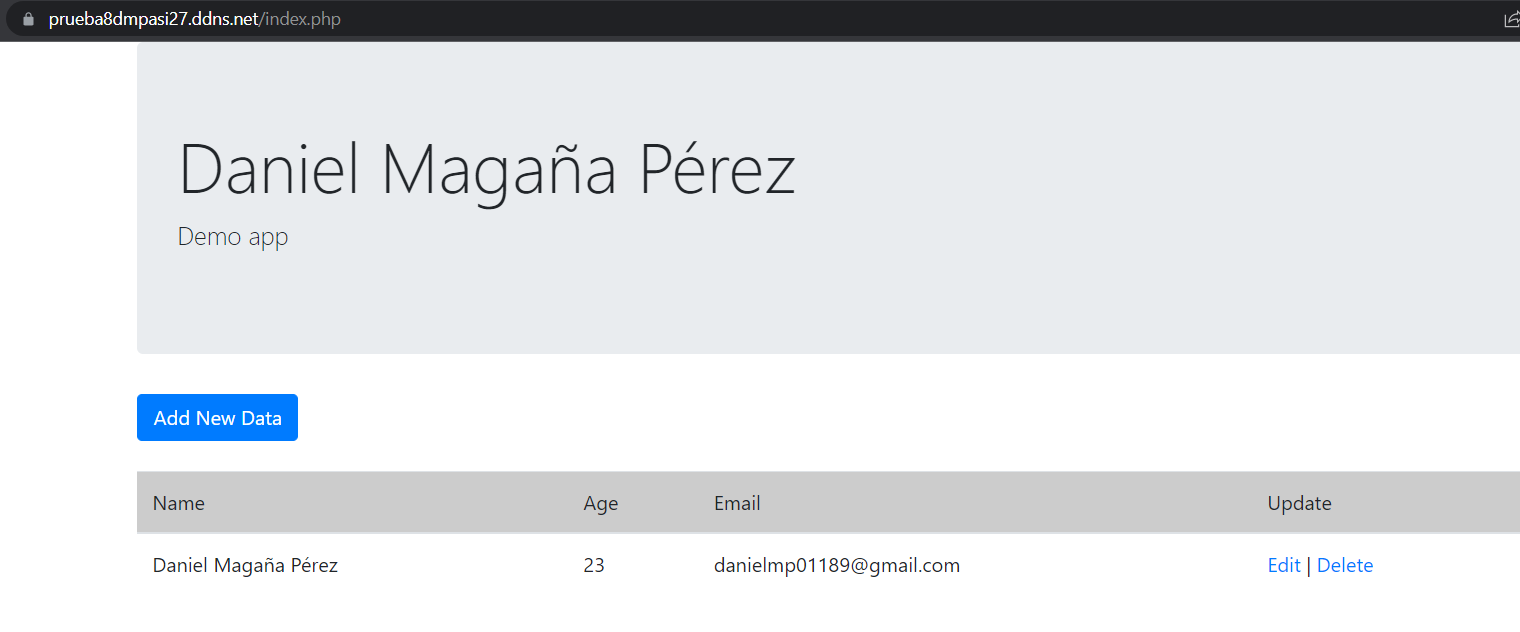 prueba8dmpasi27.ddns.net/index.php
Daniel Magaña Pérez
Demo app
Add New Data
Name Age Email Update
Daniel Magaña Pérez 23 danielmp01189@gmail.com Edit | Delete